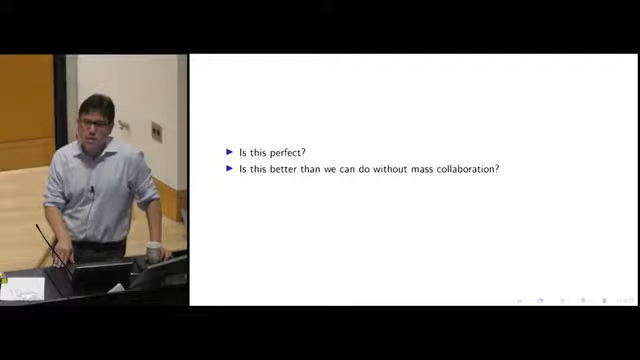 Is this perfect?
Is this better than we can do without mass collaboration?